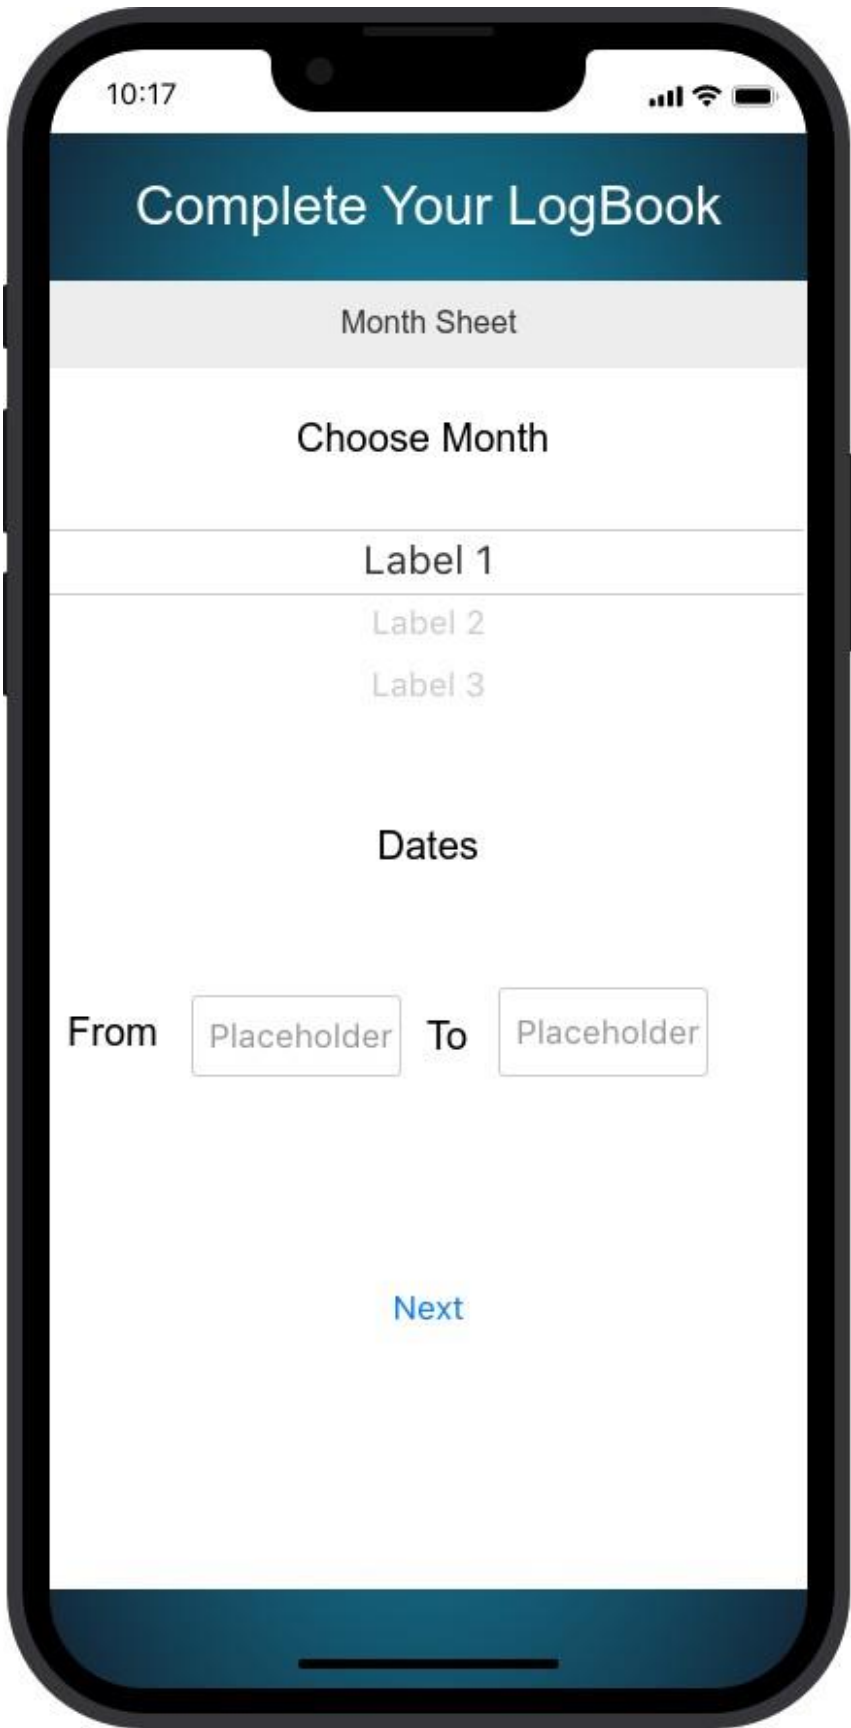 10:17
Complete Your LogBook
Month Sheet
Choose Month
Label 1
Label 2
Label 3
Dates
From Placeholder To Placeholder
Next